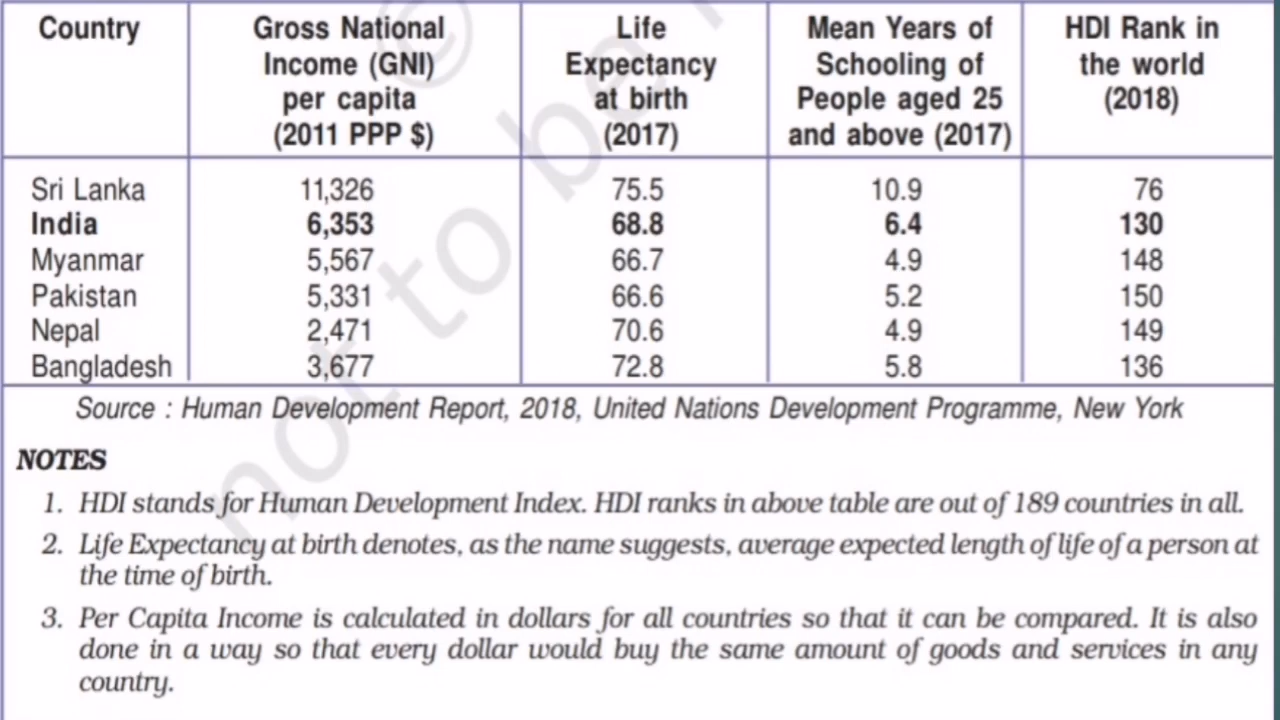 Country Gross National Life Mean Years of HDI Rank in
Income (GNI) Expectancy Schooling of the world
per capita at birth People aged 25 (2018)
(2011 PPP $) (2017) and above (2017)
Sri Lanka 11,326 75.5 10.9 76
India 6,353 68.8 6.4 130
Myanmar 5,567 66.7 4.9 148
Pakistan 5,331 66.6 5.2 150
Nepal 2,471 70.6 4.9 149
Bangladesh 3,677 72.8 5.8 136
Source : Human Development Report, 2018, United Nations Development Programme, New York
NOTES
1. HDI stands for Human Development Index. HDI ranks in above table are out of 189 countries in all.
2. Life Expectancy at birth denotes, as the name suggests, average expected length of life of a person at
the time of birth.
3. Per Capita Income is calculated in dollars for all countries so that it can be compared. It is also
done in a way so that every dollar would buy the same amount of goods and services in any
country.
©
not to be